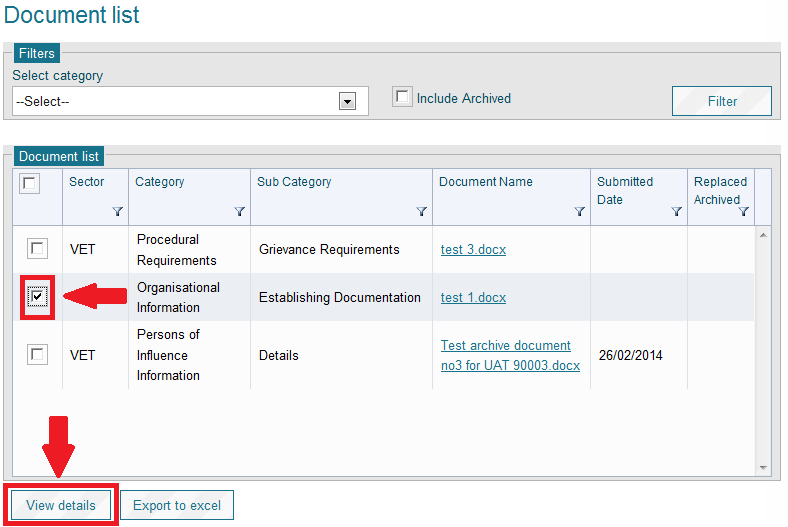 Document list
Filters
Select category
--Select--
Include Archived
Filter
Document list
Sector
Category
Sub Category
Document Name
Submitted
Date
Replaced
Archived
VET
Procedural
Requirements
Grievance Requirements
test 3.docx
Organisational
Information
Establishing Documentation
test 1.docx
VET
Persons of
Influence
Information
Details
Test archive document
no3 for UAT 90003.docx
26/02/2014
View details
Export to excel